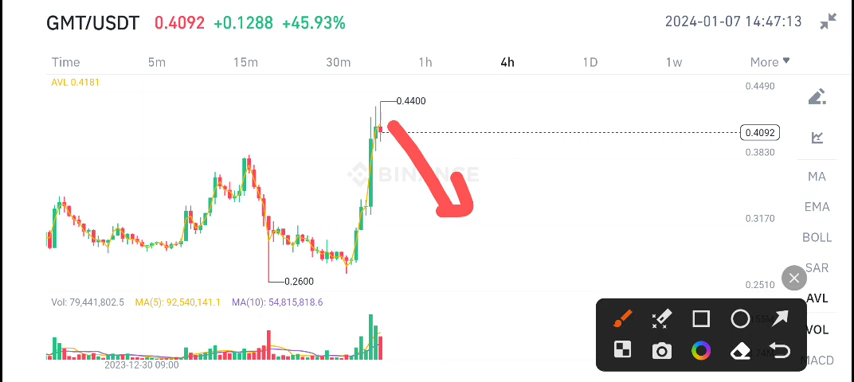 GMT/USDT 0.4092 +0.1288 +45.93% 2024-01-07 14:47:13
Time 5m 15m 30m 1h 4h 1D 1w More
AVL 0.4181
0.4490
0.4400
0.4092
0.3830
BINANCE
MA
EMA
0.3170
BOLL
SAR
0.2600
0.2510
AVL
Vol: 79,441,802.5 MA(5): 92,540,141.1 MA(10): 54,815,818.6
VOL
MACD
2023-12-30 09:00